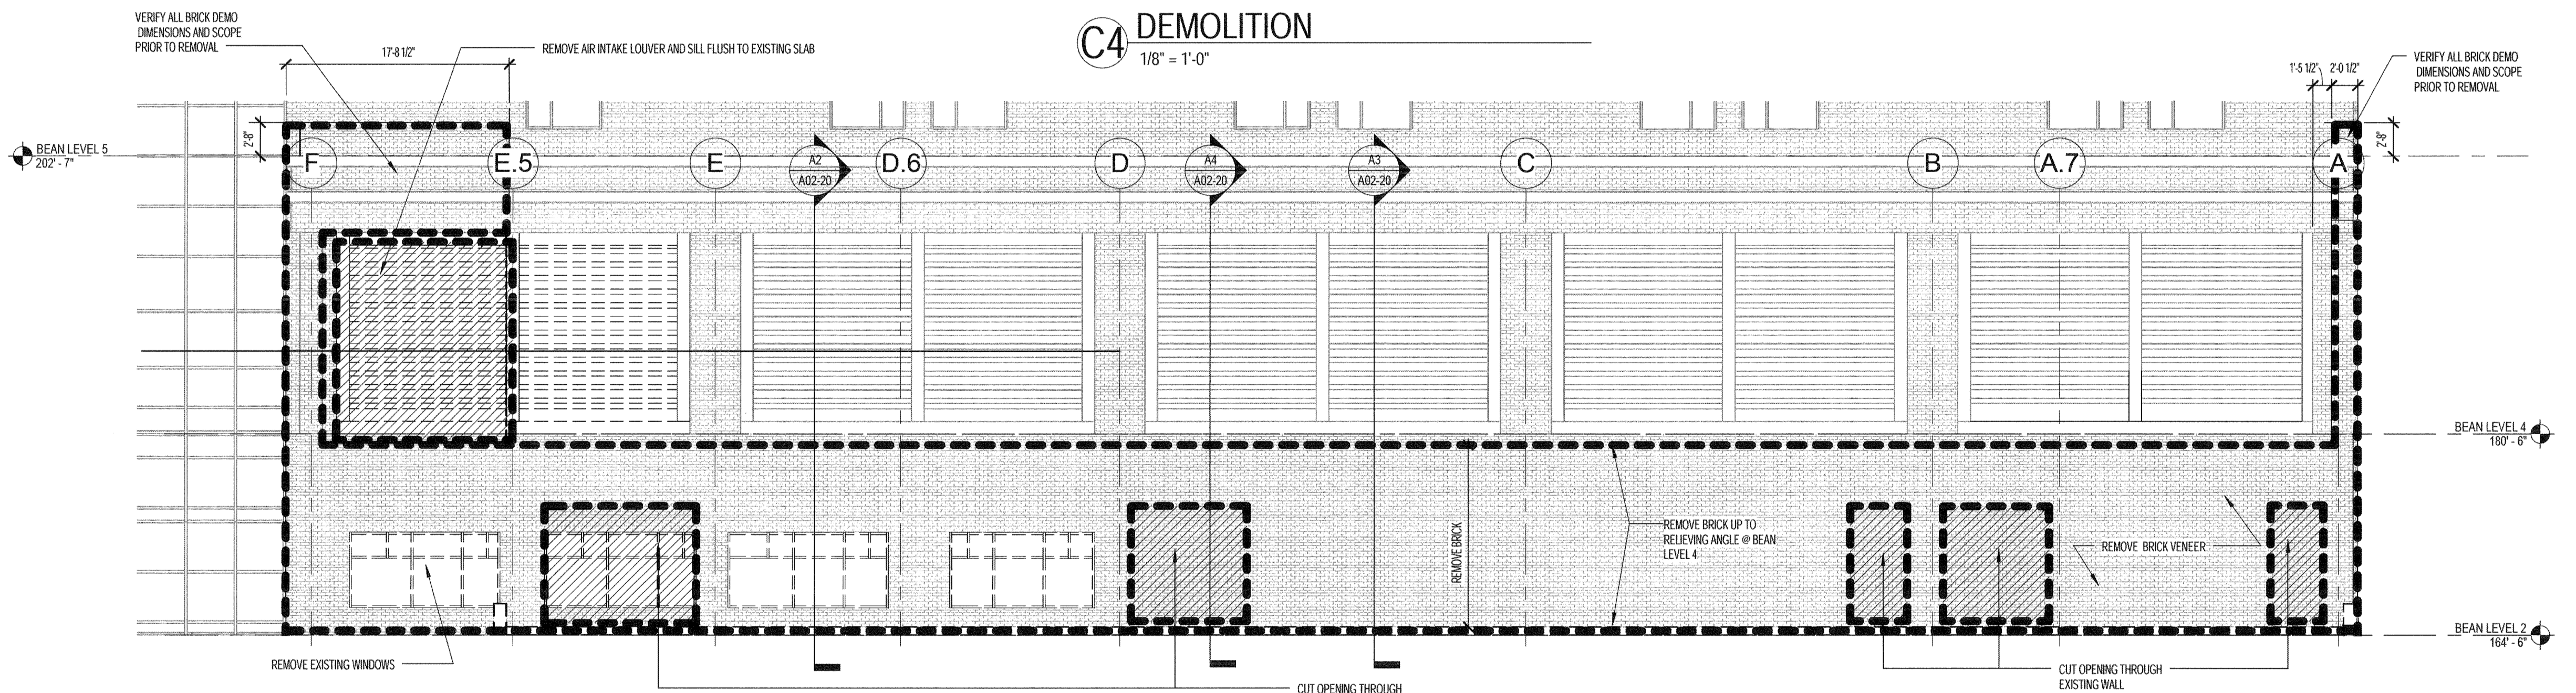 C4
DEMOLITION
1/8" = 1'-0"
VERIFY ALL BRICK DEMO
DIMENSIONS AND SCOPE
PRIOR TO REMOVAL
17'-8 1/2"
REMOVE AIR INTAKE LOUVER AND SILL FLUSH TO EXISTING SLAB
1'-5 1/2"
2'-0 1/2"
VERIFY ALL BRICK DEMO
DIMENSIONS AND SCOPE
PRIOR TO REMOVAL
2'-8"
2'-8"
BEAN LEVEL 5
202' - 7"
F
E.5
E
A2
A02-20
D.6
D
A4
A02-20
A3
A02-20
C
B
A.7
A
BEAN LEVEL 4
180' - 6"
REMOVE BRICK
REMOVE BRICK UP TO
RELIEVING ANGLE @ BEAN
LEVEL 4
REMOVE BRICK VENEER
BEAN LEVEL 2
164' - 6"
REMOVE EXISTING WINDOWS
CUT OPENING THROUGH
CUT OPENING THROUGH
EXISTING WALL